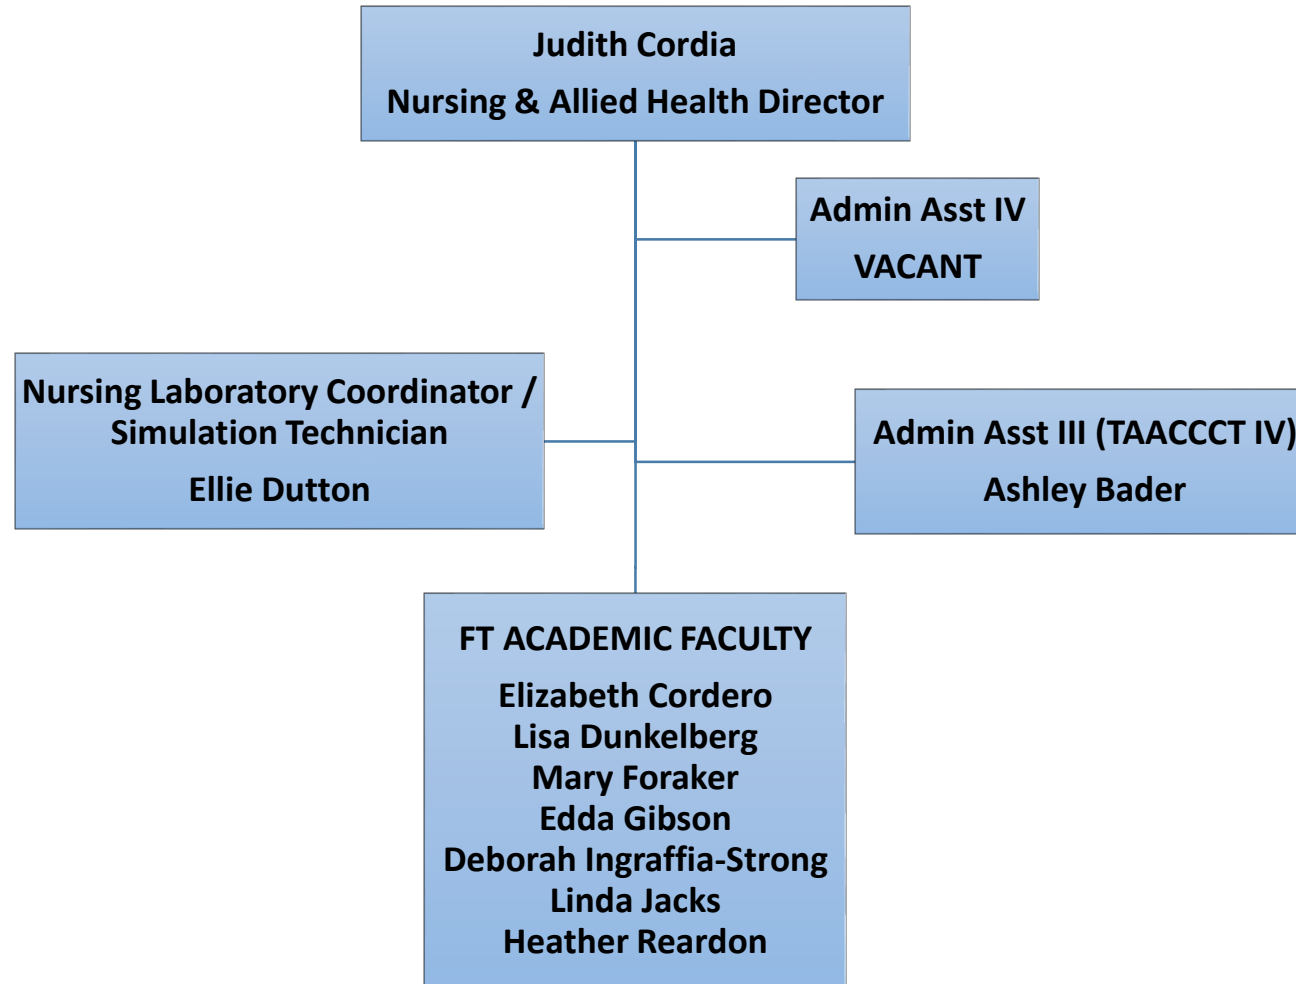 Judith Cordia
Nursing & Allied Health Director
Admin Asst IV
VACANT
Nursing Laboratory Coordinator /
Simulation Technician
Ellie Dutton
Admin Asst III (TAACCCT IV)
Ashley Bader
FT ACADEMIC FACULTY
Elizabeth Cordero
Lisa Dunkelberg
Mary Foraker
Edda Gibson
Deborah Ingraffia-Strong
Linda Jacks
Heather Reardon